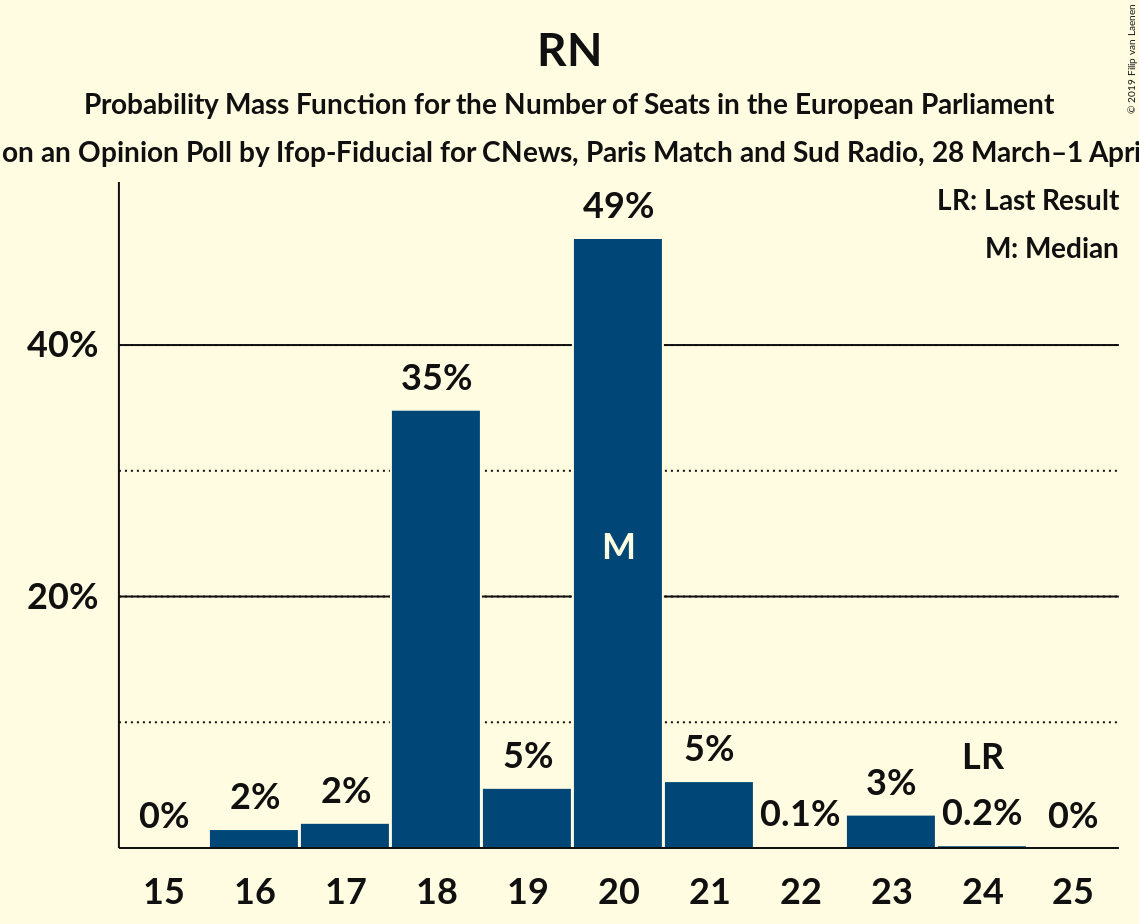 RN
Probability Mass Function for the Number of Seats in the European Parliament
on an Opinion Poll by Ifop-Fiducial for CNews, Paris Match and Sud Radio, 28 March–1 Apri
© 2019 Filip van Laenen
LR: Last Result
M: Median
49%
40%
35%
M
20%
LR
5%
5%
3%
2%
2%
0%
0.1%
0.2%
0%
15 16 17 18 19 20 21 22 23 24 25